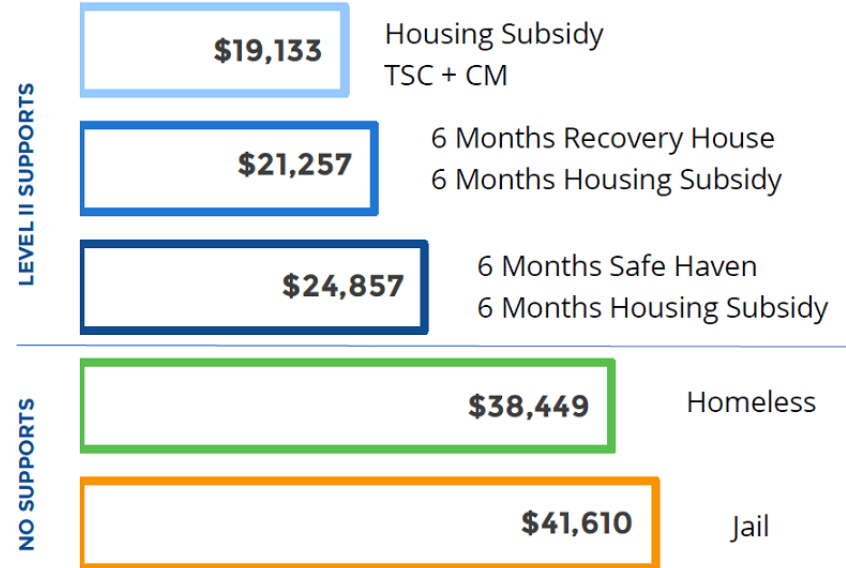 LEVEL II SUPPORTS
$19,133
Housing Subsidy
TSC + CM
$21,257
6 Months Recovery House
6 Months Housing Subsidy
$24,857
6 Months Safe Haven
6 Months Housing Subsidy
NO SUPPORTS
$38,449
Homeless
$41,610
Jail